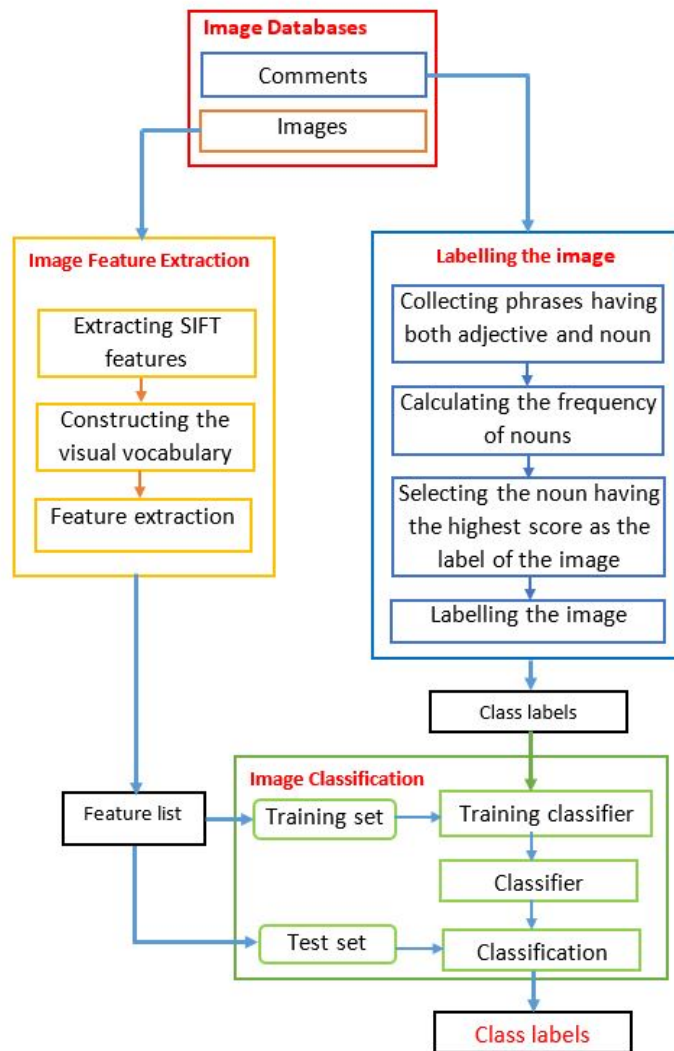 Image Databases
Comments
Images
Image Feature Extraction
Extracting SIFT
features
Constructing the
visual vocabulary
Feature extraction
Labelling the image
Collecting phrases having
both adjective and noun
Calculating the frequency
of nouns
Selecting the noun having
the highest score as the
label of the image
Labelling the image
Class labels
Feature list
Image Classification
Training set
Training classifier
Classifier
Test set
Classification
Class labels